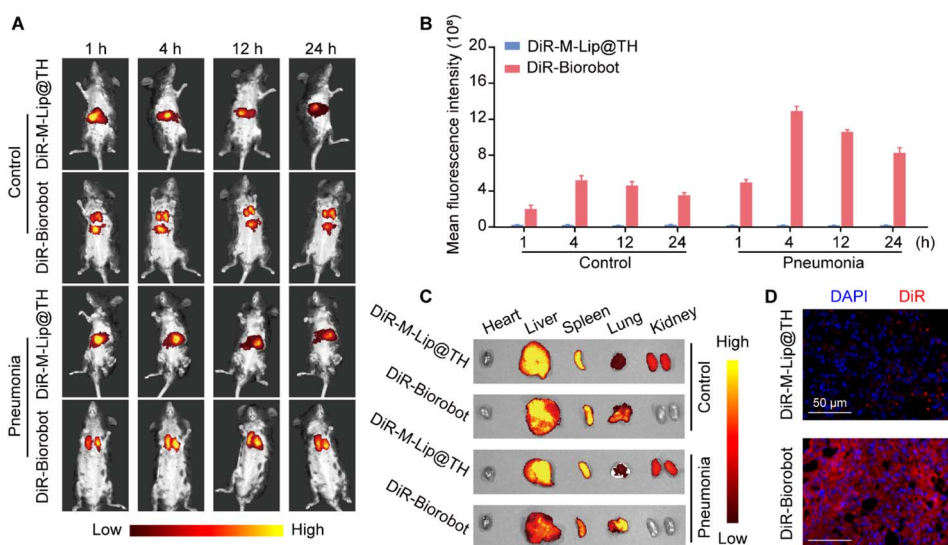 A
1 h 4 h 12 h 24 h
Control
DiR-M-Lip@TH
DiR-Biorobot
Pneumonia
DiR-M-Lip@TH
DiR-Biorobot
Low High
B
Mean fluorescence intensity (10⁸)
20
16
12
8
4
0
DiR-M-Lip@TH
DiR-Biorobot
1 4 12 24 1 4 12 24 (h)
Control Pneumonia
C
Heart Liver Spleen Lung Kidney
DiR-M-Lip@TH
DiR-Biorobot
Control
DiR-M-Lip@TH
DiR-Biorobot
Pneumonia
High
Low
D
DAPI DiR
DiR-M-Lip@TH
50 μm
DiR-Biorobot